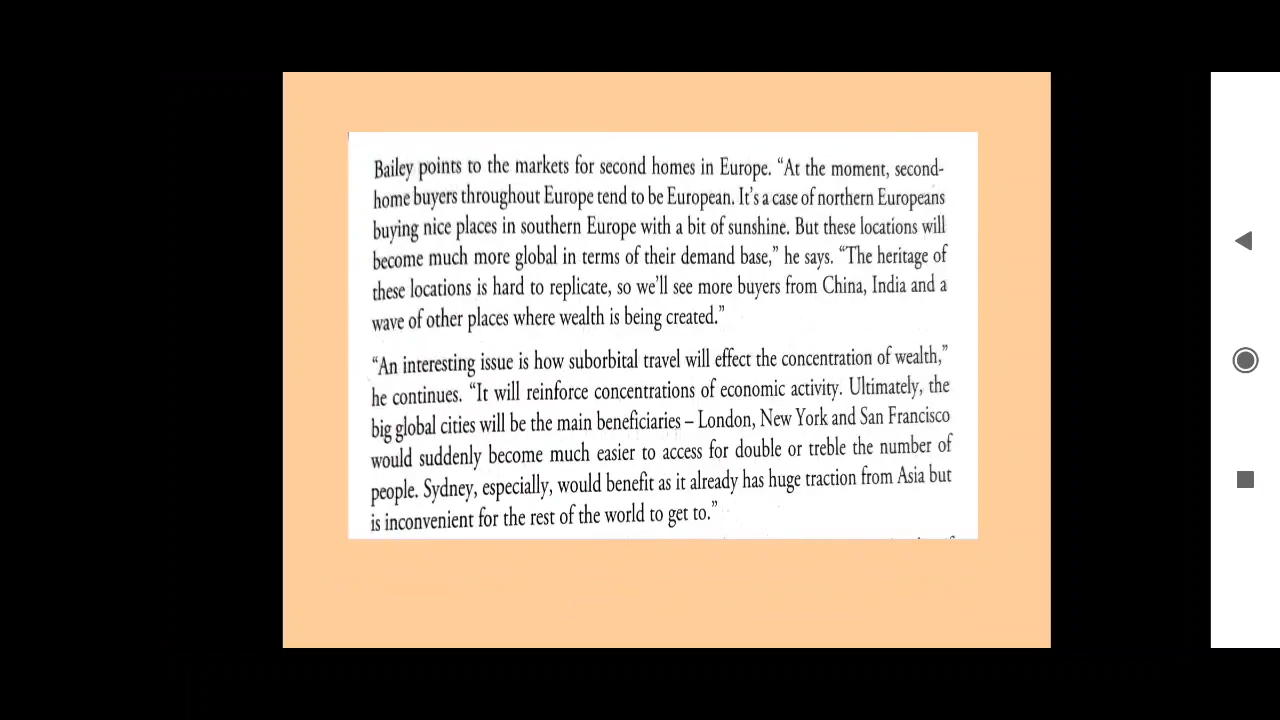 Bailey points to the markets for second homes in Europe. “At the moment, second-
home buyers throughout Europe tend to be European. It’s a case of northern Europeans
buying nice places in southern Europe with a bit of sunshine. But these locations will
become much more global in terms of their demand base,” he says. “The heritage of
these locations is hard to replicate, so we’ll see more buyers from China, India and a
wave of other places where wealth is being created.”
“An interesting issue is how suborbital travel will effect the concentration of wealth,”
he continues. “It will reinforce concentrations of economic activity. Ultimately, the
big global cities will be the main beneficiaries – London, New York and San Francisco
would suddenly become much easier to access for double or treble the number of
people. Sydney, especially, would benefit as it already has huge traction from Asia but
is inconvenient for the rest of the world to get to.”